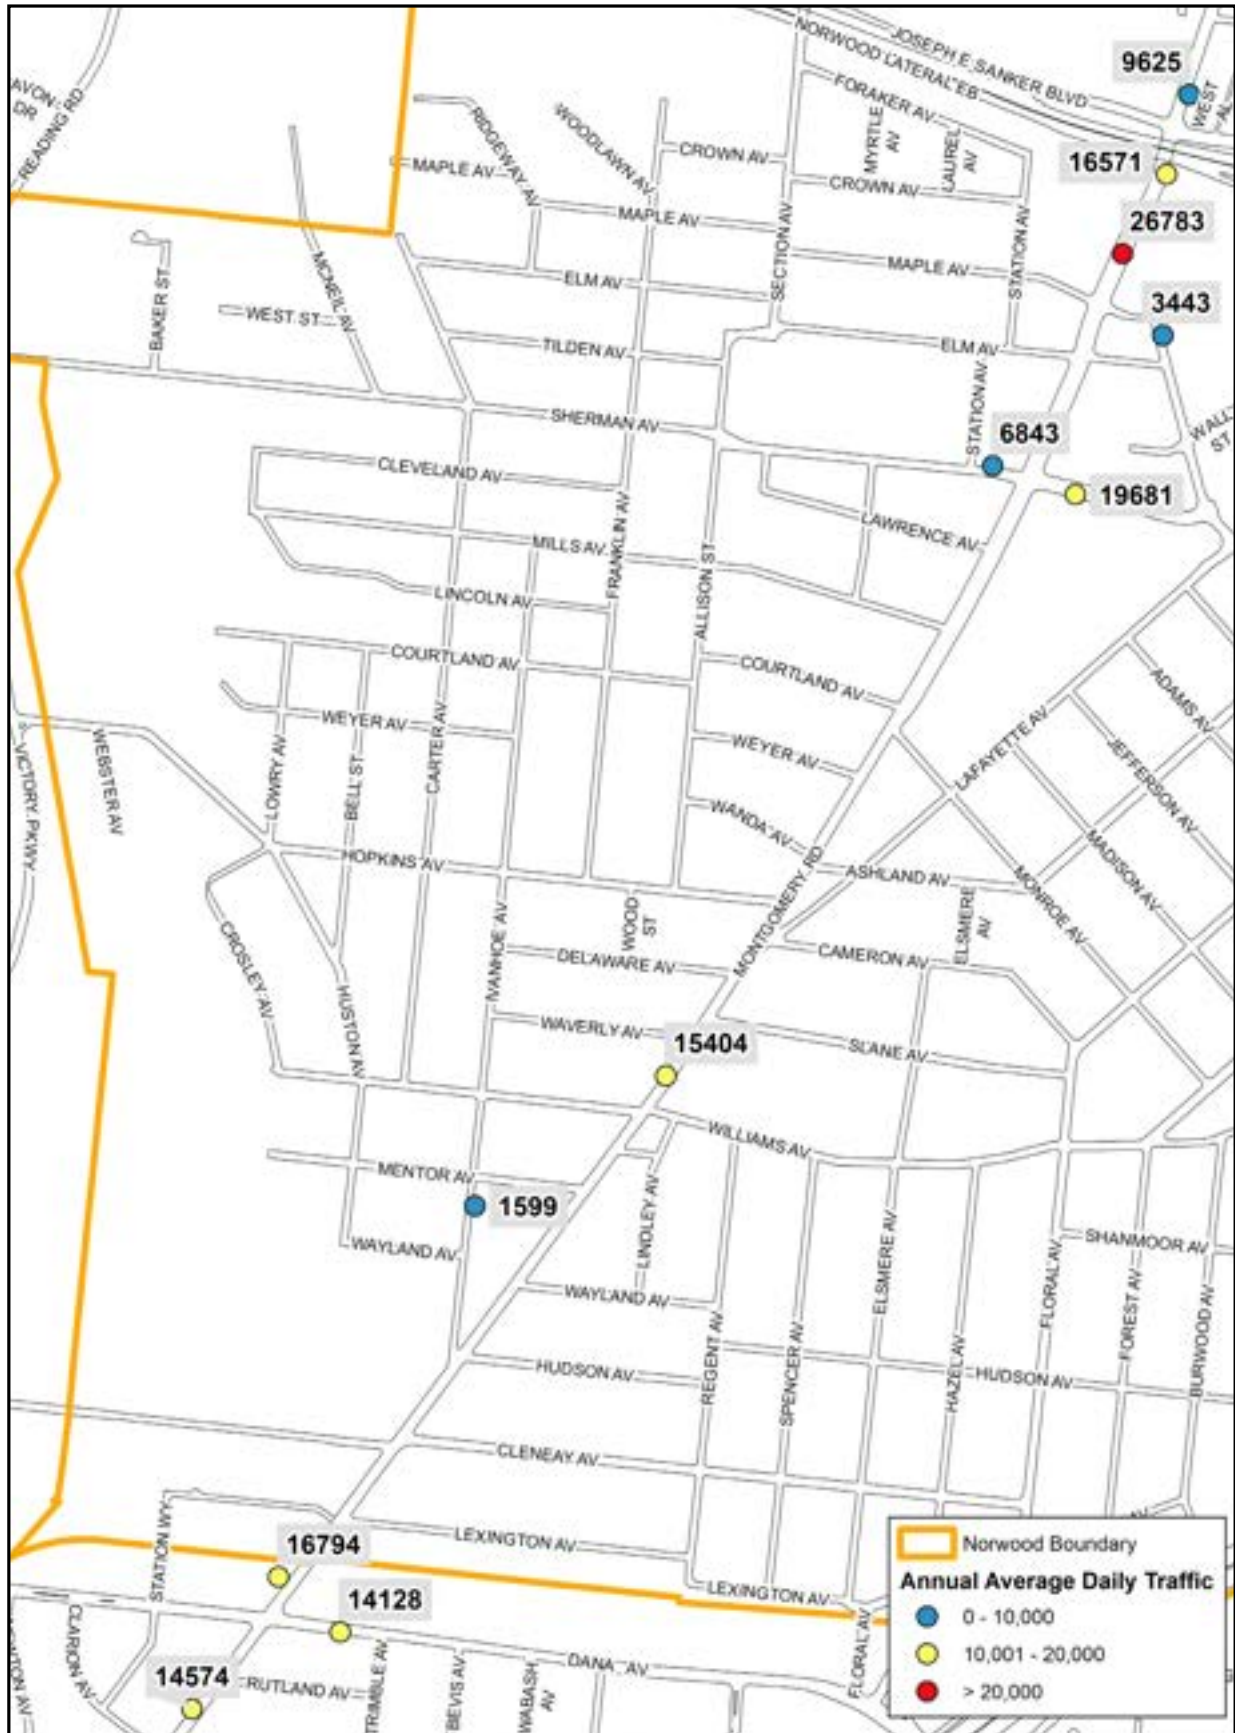 JOSEPH E SANKER BLVD
NORWOOD LATERAL EB
9625
WEST
AL
AVON
DR
READING RD
FORAKER AV
MYRTLE
AV
LAUREL
AV
RIDGEWAY AV
WOODLAWN AV
CROWN AV
16571
MAPLE AV
CROWN AV
MAPLE AV
SECTION AV
STATION AV
26783
MCNEIL AV
ELM AV
MAPLE AV
3443
BAKER ST
WEST ST
TILDEN AV
ELM AV
STATION AV
SHERMAN AV
6843
WALL
ST
CLEVELAND AV
19681
FRANKLIN AV
LAWRENCE AV
MILLS AV
ALLISON ST
LINCOLN AV
COURTLAND AV
COURTLAND AV
ADAMS AV
WEYER AV
CARTER AV
LOWRY AV
BELL ST
WEBSTER AV
VICTORY PKWY
WEYER AV
LAFAYETTE AV
JEFFERSON AV
WANDA AV
MADISON AV
HOPKINS AV
MONTGOMERY RD
ASHLAND AV
MONROE AV
ELSMERE
AV
WOOD
ST
CROSLEY AV
IVANHOE AV
DELAWARE AV
CAMERON AV
HUSTON AV
WAVERLY AV
15404
SLANE AV
WILLIAMS AV
MENTOR AV
1599
LINDLEY AV
WAYLAND AV
ELSMERE AV
FLORAL AV
SHANMOOR AV
WAYLAND AV
FOREST AV
BURWOOD AV
REGENT AV
SPENCER AV
HAZEL AV
HUDSON AV
HUDSON AV
CLENEAY AV
STATION WY
16794
LEXINGTON AV
AV
LEXINGTON AV
14128
CLARION AV
FLORAL AV
DANA AV
14574
RUTLAND AV
TRIMBLE AV
BEVIS AV
WABASH
AV
Norwood Boundary
Annual Average Daily Traffic
0 - 10,000
10,001 - 20,000
> 20,000